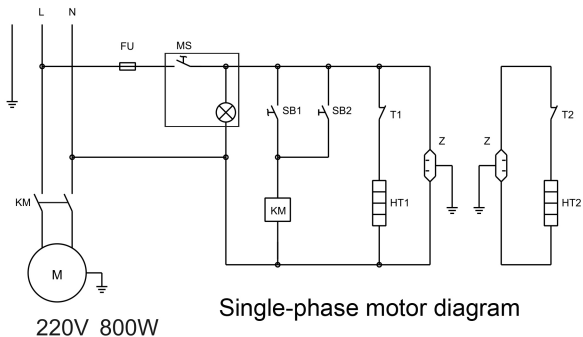 L N
FU MS
SB1 SB2 T1 T2
Z Z
KM KM HT1 HT2
M
Single-phase motor diagram
220V 800W